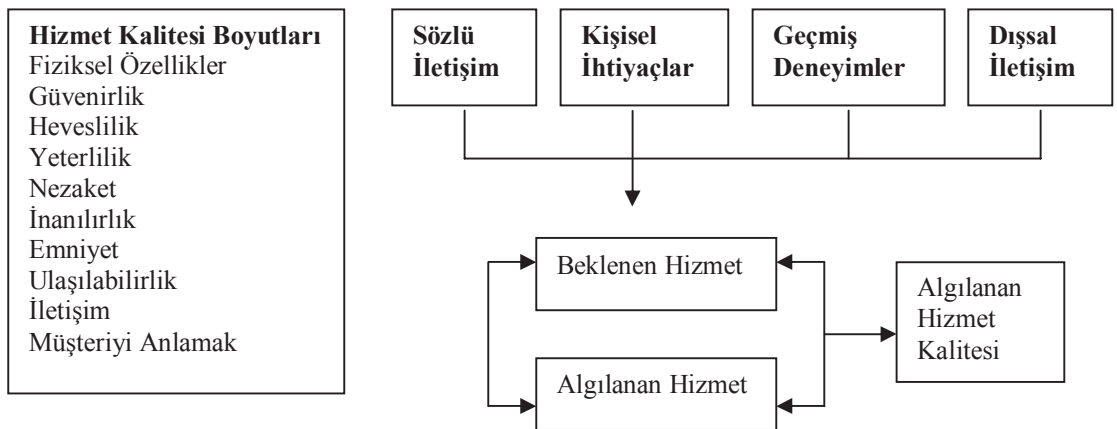 Hizmet Kalitesi Boyutları
Fiziksel Özellikler
Güvenirlik
Heveslilik
Yeterlilik
Nezaket
İnanılırlık
Emniyet
Ulaşılabilirlik
İletişim
Müşteriyi Anlamak
Sözlü
İletişim
Kişisel
İhtiyaçlar
Geçmiş
Deneyimler
Dışsal
İletişim
Beklenen Hizmet
Algılanan Hizmet
Algılanan
Hizmet
Kalitesi